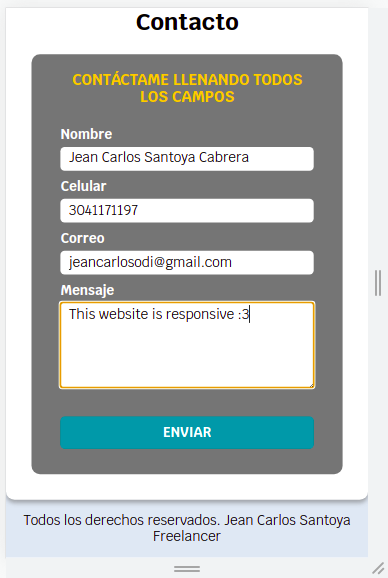 Contacto
CONTÁCTAME LLENANDO TODOS
LOS CAMPOS
Nombre
Jean Carlos Santoya Cabrera
Celular
3041171197
Correo
jeancarlosodi@gmail.com
Mensaje
This website is responsive :3
ENVIAR
Todos los derechos reservados. Jean Carlos Santoya
Freelancer